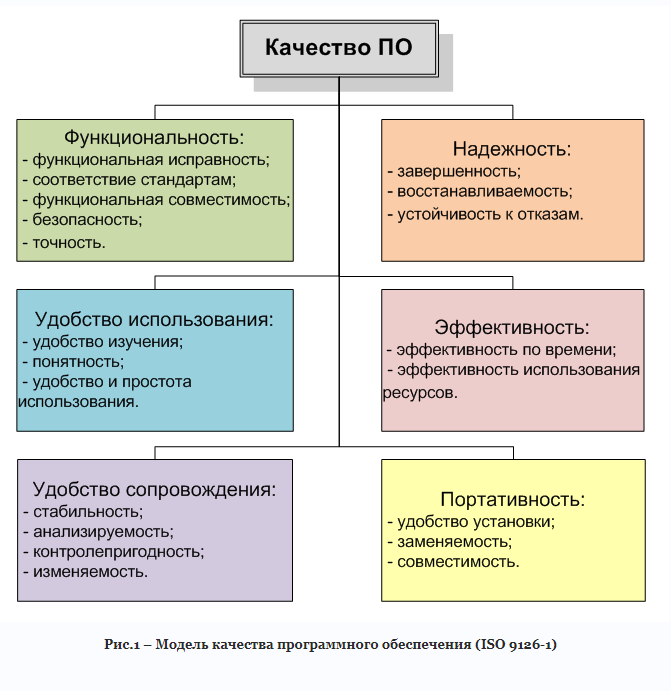 Качество ПО
Функциональность:
- функциональная исправность;
- соответствие стандартам;
- функциональная совместимость;
- безопасность;
- точность.
Надежность:
- завершенность;
- восстанавливаемость;
- устойчивость к отказам.
Удобство использования:
- удобство изучения;
- понятность;
- удобство и простота
использования.
Эффективность:
- эффективность по времени;
- эффективность использования
ресурсов.
Удобство сопровождения:
- стабильность;
- анализируемость;
- контролепригодность;
- изменяемость.
Портативность:
- удобство установки;
- заменяемость;
- совместимость.
Рис.1 – Модель качества программного обеспечения (ISO 9126-1)